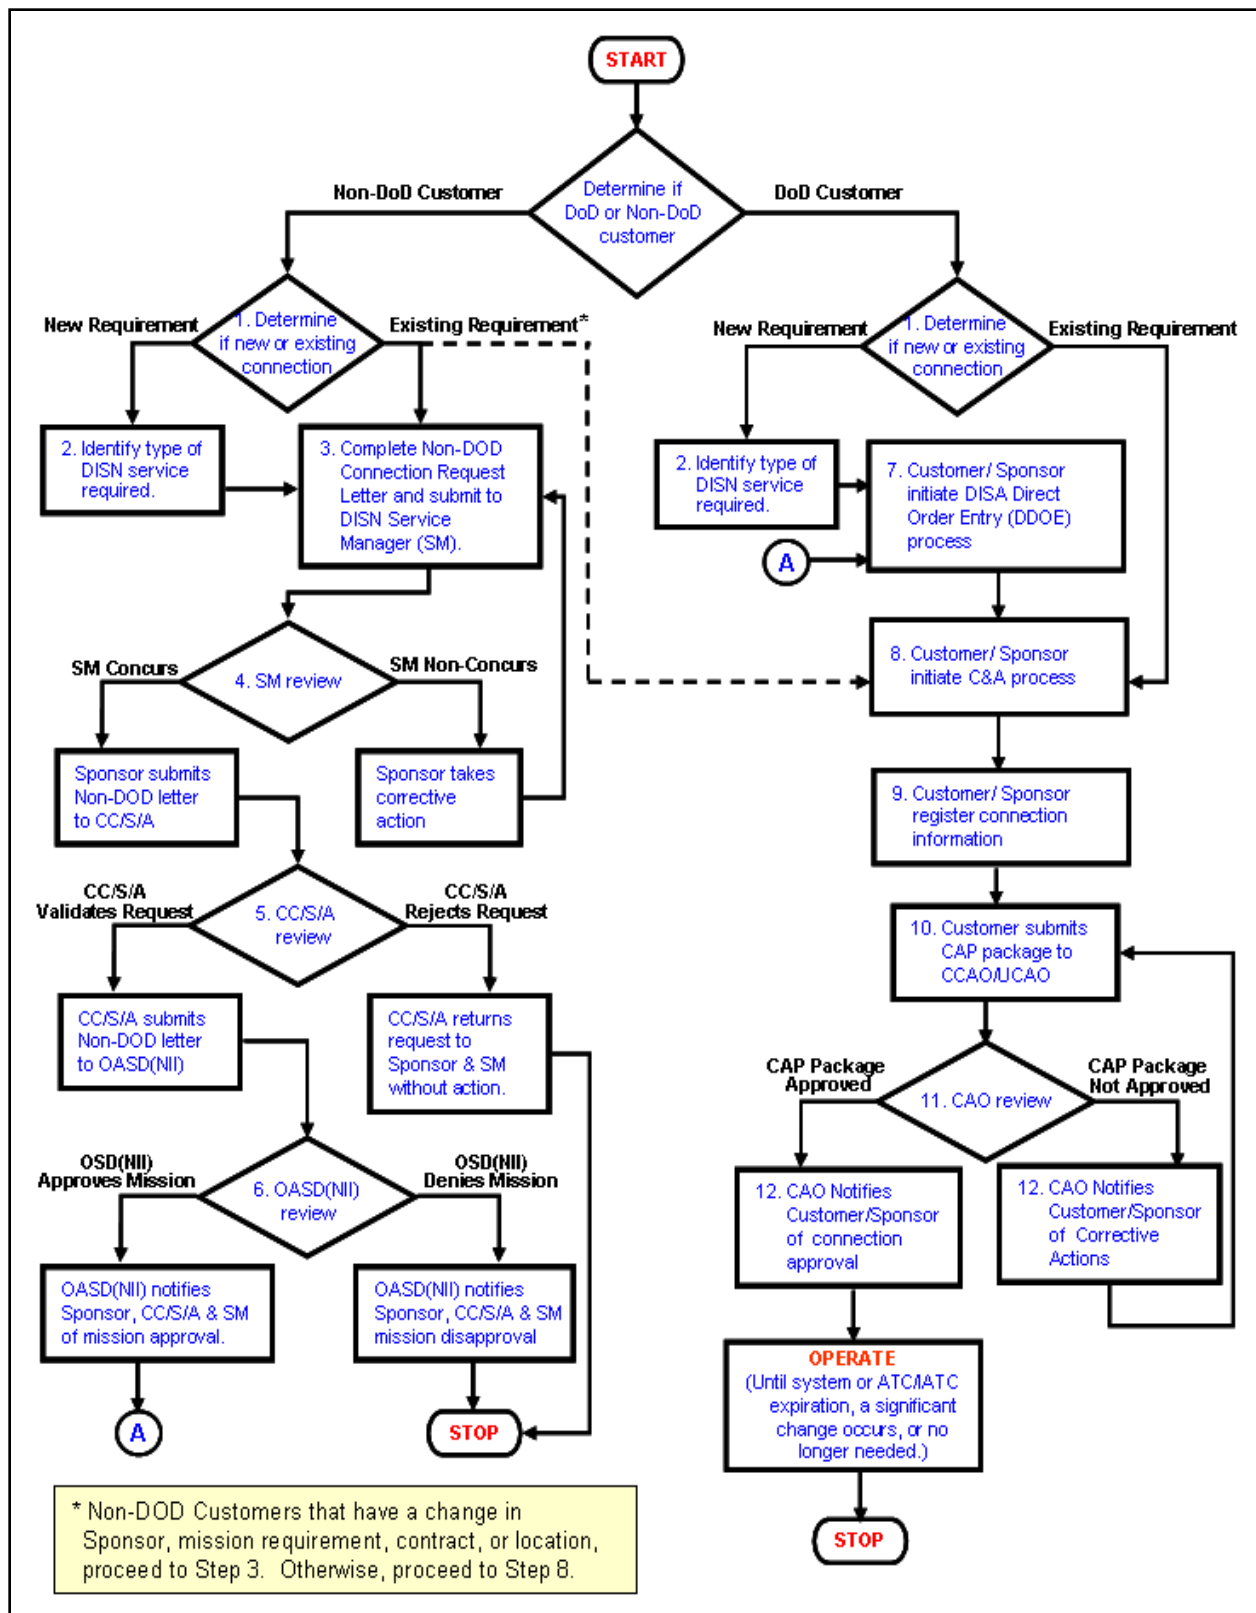 START
Determine if
DoD or Non-DoD
customer
Non-DoD Customer
DoD Customer
1. Determine
if new or existing
connection
New Requirement
Existing Requirement*
2. Identify type of
DISN service
required.
3. Complete Non-DOD
Connection Request
Letter and submit to
DISN Service
Manager (SM).
4. SM review
SM Concurs
SM Non-Concurs
Sponsor submits
Non-DOD letter
to CC/S/A
Sponsor takes
corrective
action
CC/S/A
Validates Request
CC/S/A
Rejects Request
5. CC/S/A
review
CC/S/A submits
Non-DOD letter
to OASD(NII)
CC/S/A returns
request to
Sponsor & SM
without action.
OSD(NII)
Approves Mission
OSD(NII)
Denies Mission
6. OASD(NII)
review
OASD(NII) notifies
Sponsor, CC/S/A & SM
of mission approval.
OASD(NII) notifies
Sponsor, CC/S/A & SM
mission disapproval
A
STOP
New Requirement
Existing Requirement
1. Determine
if new or existing
connection
2. Identify type of
DISN service
required.
7. Customer/ Sponsor
initiate DISA Direct
Order Entry (DDOE)
process
A
8. Customer/ Sponsor
initiate C&A process
9. Customer/ Sponsor
register connection
information
10. Customer submits
CAP package to
CCAO/UCAO
CAP Package
Approved
CAP Package
Not Approved
11. CAO review
12. CAO Notifies
Customer/Sponsor
of connection
approval
12. CAO Notifies
Customer/Sponsor
of Corrective
Actions
OPERATE
(Until system or ATC/IATC
expiration, a significant
change occurs, or no
longer needed.)
STOP
* Non-DOD Customers that have a change in
Sponsor, mission requirement, contract, or location,
proceed to Step 3. Otherwise, proceed to Step 8.